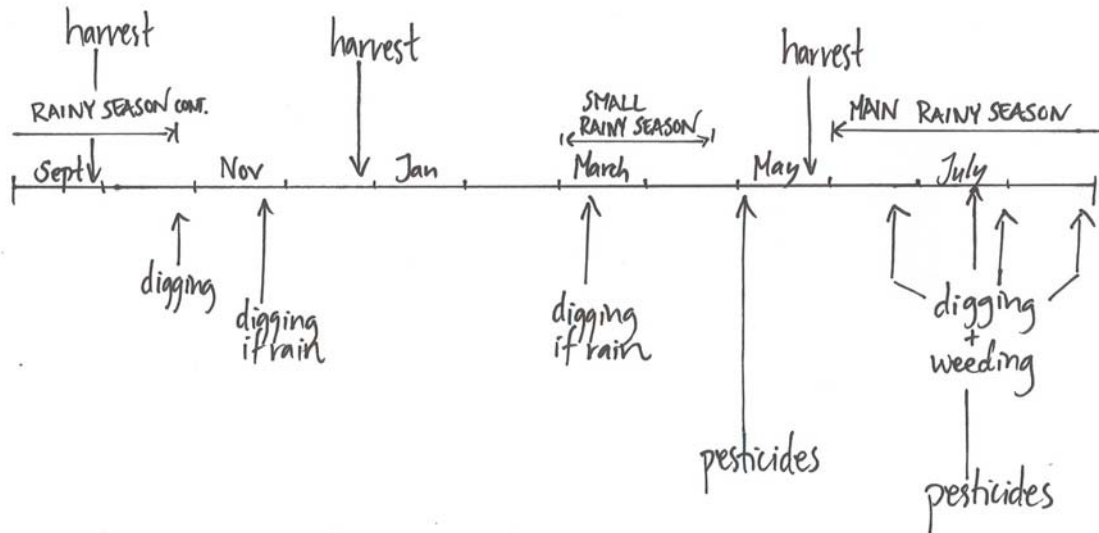 harvest
harvest
harvest
RAINY SEASON CONT.
SMALL
RAINY SEASON
MAIN RAINY SEASON
Sept
Nov
Jan
March
May
July
digging
digging
if rain
digging
if rain
digging
+
weeding
pesticides
pesticides